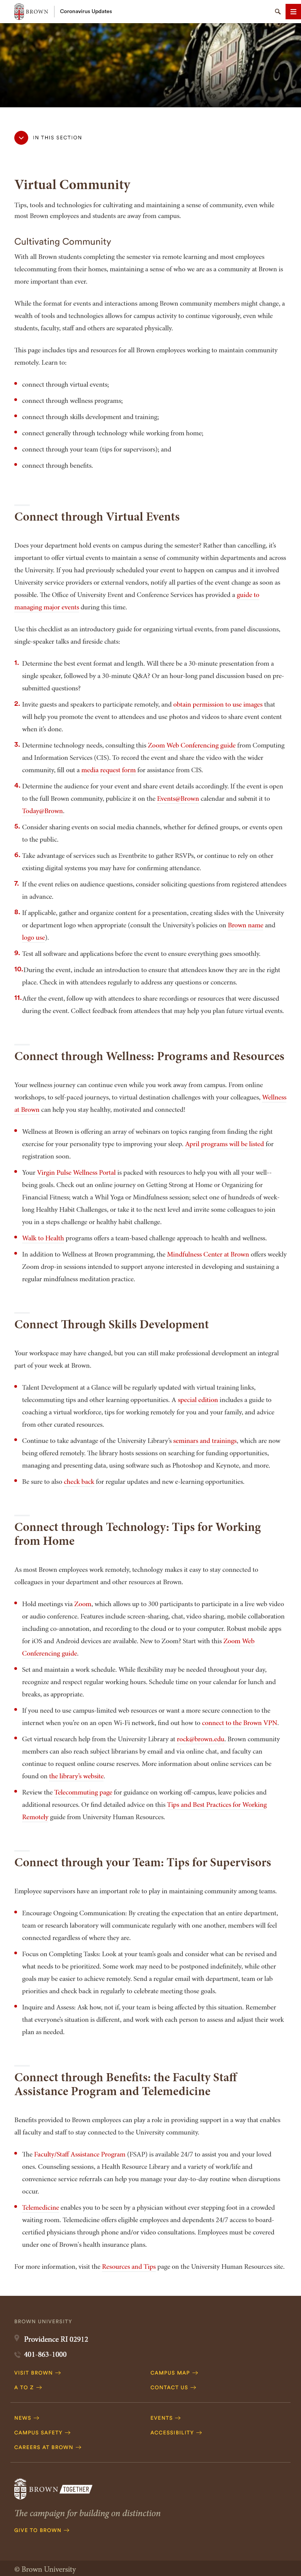 BROWN
Coronavirus Updates
IN THIS SECTION
Virtual Community
Tips, tools and technologies for cultivating and maintaining a sense of community, even while
most Brown employees and students are away from campus.
Cultivating Community
With all Brown students completing the semester via remote learning and most employees
telecommuting from their homes, maintaining a sense of who we are as a community at Brown is
more important than ever.
While the format for events and interactions among Brown community members might change, a
wealth of tools and technologies allows for campus activity to continue vigorously, even while
students, faculty, staff and others are separated physically.
This page includes tips and resources for all Brown employees working to maintain community
remotely. Learn to:
connect through virtual events;
connect through wellness programs;
connect through skills development and training;
connect generally through technology while working from home;
connect through your team (tips for supervisors); and
connect through benefits.
Connect through Virtual Events
Does your department hold events on campus during the semester? Rather than cancelling, it's
important to offer virtual events to maintain a sense of community within departments and across
the University. If you had previously scheduled your event to happen on campus and it involved
University service providers or external vendors, notify all parties of the event change as soon as
possible. The Office of University Event and Conference Services has provided a guide to
managing major events during this time.
Use this checklist as an introductory guide for organizing virtual events, from panel discussions,
single-speaker talks and fireside chats:
1. Determine the best event format and length. Will there be a 30-minute presentation from a
single speaker, followed by a 30-minute Q&A? Or an hour-long panel discussion based on pre-
submitted questions?
2. Invite guests and speakers to participate remotely, and obtain permission to use images that
will help you promote the event to attendees and use photos and videos to share event content
when it's done.
3. Determine technology needs, consulting this Zoom Web Conferencing guide from Computing
and Information Services (CIS). To record the event and share the video with the wider
community, fill out a media request form for assistance from CIS.
4. Determine the audience for your event and share event details accordingly. If the event is open
to the full Brown community, publicize it on the Events@Brown calendar and submit it to
Today@Brown.
5. Consider sharing events on social media channels, whether for defined groups, or events open
to the public.
6. Take advantage of services such as Eventbrite to gather RSVPs, or continue to rely on other
existing digital systems you may have for confirming attendance.
7. If the event relies on audience questions, consider soliciting questions from registered attendees
in advance.
8. If applicable, gather and organize content for a presentation, creating slides with the University
or department logo when appropriate (consult the University's policies on Brown name and
logo use).
9. Test all software and applications before the event to ensure everything goes smoothly.
10. During the event, include an introduction to ensure that attendees know they are in the right
place. Check in with attendees regularly to address any questions or concerns.
11. After the event, follow up with attendees to share recordings or resources that were discussed
during the event. Collect feedback from attendees that can help you plan future virtual events.
Connect through Wellness: Programs and Resources
Your wellness journey can continue even while you work away from campus. From online
workshops, to self-paced journeys, to virtual destination challenges with your colleagues, Wellness
at Brown can help you stay healthy, motivated and connected!
Wellness at Brown is offering an array of webinars on topics ranging from finding the right
exercise for your personality type to improving your sleep. April programs will be listed for
registration soon.
Your Virgin Pulse Wellness Portal is packed with resources to help you with all your well-
being goals. Check out an online journey on Getting Strong at Home or Organizing for
Financial Fitness; watch a Whil Yoga or Mindfulness session; select one of hundreds of week-
long Healthy Habit Challenges, or take it to the next level and invite some colleagues to join
you in a steps challenge or healthy habit challenge.
Walk to Health programs offers a team-based challenge approach to health and wellness.
In addition to Wellness at Brown programming, the Mindfulness Center at Brown offers weekly
Zoom drop-in sessions intended to support anyone interested in developing and sustaining a
regular mindfulness meditation practice.
Connect Through Skills Development
Your workspace may have changed, but you can still make professional development an integral
part of your week at Brown.
Talent Development at a Glance will be regularly updated with virtual training links,
telecommuting tips and other learning opportunities. A special edition includes a guide to
coaching a virtual workforce, tips for working remotely for you and your family, and advice
from other curated resources.
Continue to take advantage of the University Library's seminars and trainings, which are now
being offered remotely. The library hosts sessions on searching for funding opportunities,
managing and presenting data, using software such as Photoshop and Keynote, and more.
Be sure to also check back for regular updates and new e-learning opportunities.
Connect through Technology: Tips for Working
from Home
As most Brown employees work remotely, technology makes it easy to stay connected to
colleagues in your department and other resources at Brown.
Hold meetings via Zoom, which allows up to 300 participants to participate in a live web video
or audio conference. Features include screen-sharing, chat, video sharing, mobile collaboration
including co-annotation, and recording to the cloud or to your computer. Robust mobile apps
for iOS and Android devices are available. New to Zoom? Start with this Zoom Web
Conferencing guide.
Set and maintain a work schedule. While flexibility may be needed throughout your day,
recognize and respect regular working hours. Schedule time on your calendar for lunch and
breaks, as appropriate.
If you need to use campus-limited web resources or want a more secure connection to the
internet when you're on an open Wi-Fi network, find out how to connect to the Brown VPN.
Get virtual research help from the University Library at rock@brown.edu. Brown community
members can also reach subject librarians by email and via online chat, and faculty can
continue to request online course reserves. More information about online services can be
found on the library's website.
Review the Telecommuting page for guidance on working off-campus, leave policies and
additional resources. Or find detailed advice on this Tips and Best Practices for Working
Remotely guide from University Human Resources.
Connect through your Team: Tips for Supervisors
Employee supervisors have an important role to play in maintaining community among teams.
Encourage Ongoing Communication: By creating the expectation that an entire department,
team or research laboratory will communicate regularly with one another, members will feel
connected regardless of where they are.
Focus on Completing Tasks: Look at your team's goals and consider what can be revised and
what needs to be prioritized. Some work may need to be postponed indefinitely, while other
goals may be easier to achieve remotely. Send a regular email with department, team or lab
priorities and check back in regularly to celebrate meeting those goals.
Inquire and Assess: Ask how, not if, your team is being affected by this situation. Remember
that everyone's situation is different, and work with each person to assess and adjust their work
plan as needed.
Connect through Benefits: the Faculty Staff
Assistance Program and Telemedicine
Benefits provided to Brown employees can play a role in providing support in a way that enables
all faculty and staff to stay connected to the University community.
The Faculty/Staff Assistance Program (FSAP) is available 24/7 to assist you and your loved
ones. Counseling sessions, a Health Resource Library and a variety of work/life and
convenience service referrals can help you manage your day-to-day routine when disruptions
occur.
Telemedicine enables you to be seen by a physician without ever stepping foot in a crowded
waiting room. Telemedicine offers eligible employees and dependents 24/7 access to board-
certified physicians through phone and/or video consultations. Employees must be covered
under one of Brown's health insurance plans.
For more information, visit the Resources and Tips page on the University Human Resources site.
BROWN UNIVERSITY
Providence RI 02912
401-863-1000
VISIT BROWN
CAMPUS MAP
A TO Z
CONTACT US
NEWS
EVENTS
CAMPUS SAFETY
ACCESSIBILITY
CAREERS AT BROWN
BROWN TOGETHER
The campaign for building on distinction
GIVE TO BROWN
© Brown University